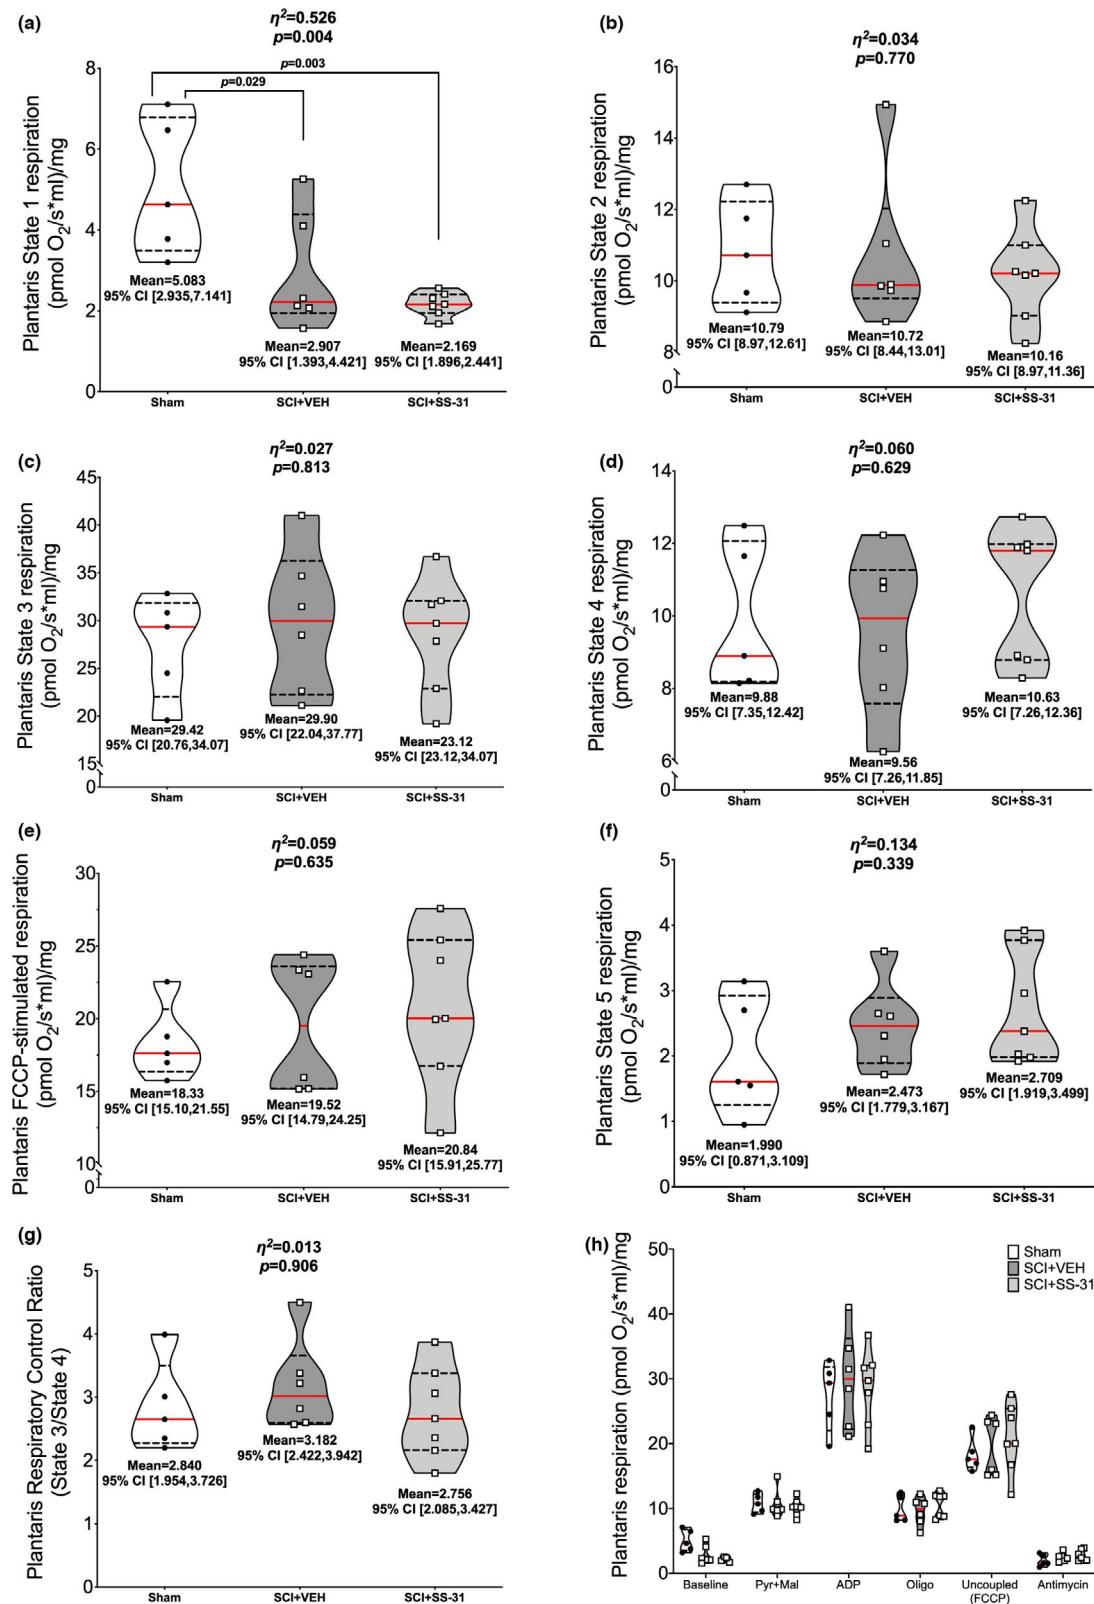 (a)
η²=0.526
p=0.004
p=0.003
p=0.029
8
6
4
2
0
Plantaris State 1 respiration
(pmol O₂/s*ml)/mg
Mean=5.083
95% CI [2.935,7.141]
Mean=2.907
95% CI [1.393,4.421]
Mean=2.169
95% CI [1.896,2.441]
Sham
SCI+VEH
SCI+SS-31
(b)
η²=0.034
p=0.770
16
14
12
10
8
0
Plantaris State 2 respiration
(pmol O₂/s*ml)/mg
Mean=10.79
95% CI [8.97,12.61]
Mean=10.72
95% CI [8.44,13.01]
Mean=10.16
95% CI [8.97,11.36]
Sham
SCI+VEH
SCI+SS-31
(c)
η²=0.027
p=0.813
45
40
35
30
25
20
15
0
Plantaris State 3 respiration
(pmol O₂/s*ml)/mg
Mean=29.42
95% CI [20.76,34.07]
Mean=29.90
95% CI [22.04,37.77]
Mean=23.12
95% CI [23.12,34.07]
Sham
SCI+VEH
SCI+SS-31
(d)
η²=0.060
p=0.629
14
12
10
8
6
0
Plantaris State 4 respiration
(pmol O₂/s*ml)/mg
Mean=9.88
95% CI [7.35,12.42]
Mean=9.56
95% CI [7.26,11.85]
Mean=10.63
95% CI [7.26,12.36]
Sham
SCI+VEH
SCI+SS-31
(e)
η²=0.059
p=0.635
30
25
20
15
10
0
Plantaris FCCP-stimulated respiration
(pmol O₂/s*ml)/mg
Mean=18.33
95% CI [15.10,21.55]
Mean=19.52
95% CI [14.79,24.25]
Mean=20.84
95% CI [15.91,25.77]
Sham
SCI+VEH
SCI+SS-31
(f)
η²=0.134
p=0.339
5
4
3
2
1
0
Plantaris State 5 respiration
(pmol O₂/s*ml)/mg
Mean=1.990
95% CI [0.871,3.109]
Mean=2.473
95% CI [1.779,3.167]
Mean=2.709
95% CI [1.919,3.499]
Sham
SCI+VEH
SCI+SS-31
(g)
η²=0.013
p=0.906
5
4
3
2
1
0
Plantaris Respiratory Control Ratio
(State 3/State 4)
Mean=2.840
95% CI [1.954,3.726]
Mean=3.182
95% CI [2.422,3.942]
Mean=2.756
95% CI [2.085,3.427]
Sham
SCI+VEH
SCI+SS-31
(h)
Sham
SCI+VEH
SCI+SS-31
50
40
30
20
10
0
Plantaris respiration (pmol O₂/s*ml)/mg
Baseline
Pyr+Mal
ADP
Oligo
Uncoupled
(FCCP)
Antimycin